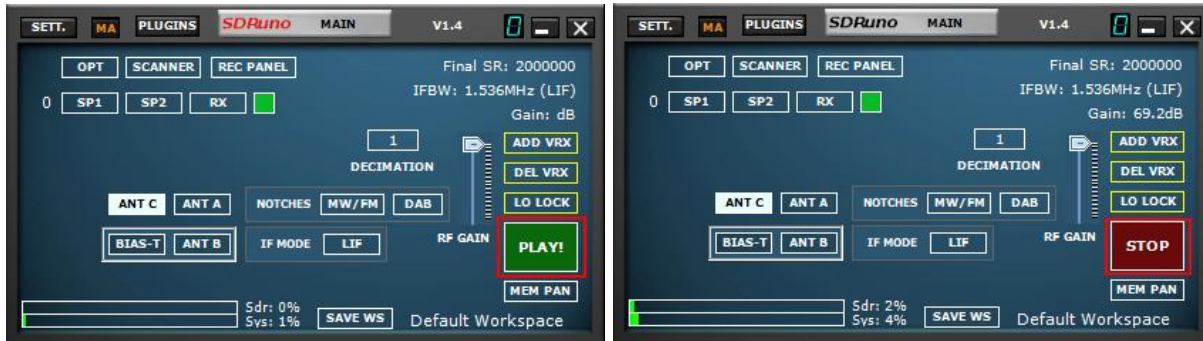 SETT. MA PLUGINS SDRuno MAIN V1.4
OPT SCANNER REC PANEL Final SR: 2000000
IFBW: 1.536MHz (LIF)
0 SP1 SP2 RX
Gain: dB
1 ADD VRX
DECIMATION DEL VRX
ANT C ANT A NOTCHES MW/FM DAB LO LOCK
BIAS-T ANT B IF MODE LIF RF GAIN PLAY!
MEM PAN
Sdr: 0%
Sys: 1% SAVE WS Default Workspace
SETT. MA PLUGINS SDRuno MAIN V1.4
OPT SCANNER REC PANEL Final SR: 2000000
IFBW: 1.536MHz (LIF)
0 SP1 SP2 RX
Gain: 69.2dB
1 ADD VRX
DECIMATION DEL VRX
ANT C ANT A NOTCHES MW/FM DAB LO LOCK
BIAS-T ANT B IF MODE LIF RF GAIN STOP
MEM PAN
Sdr: 2%
Sys: 4% SAVE WS Default Workspace